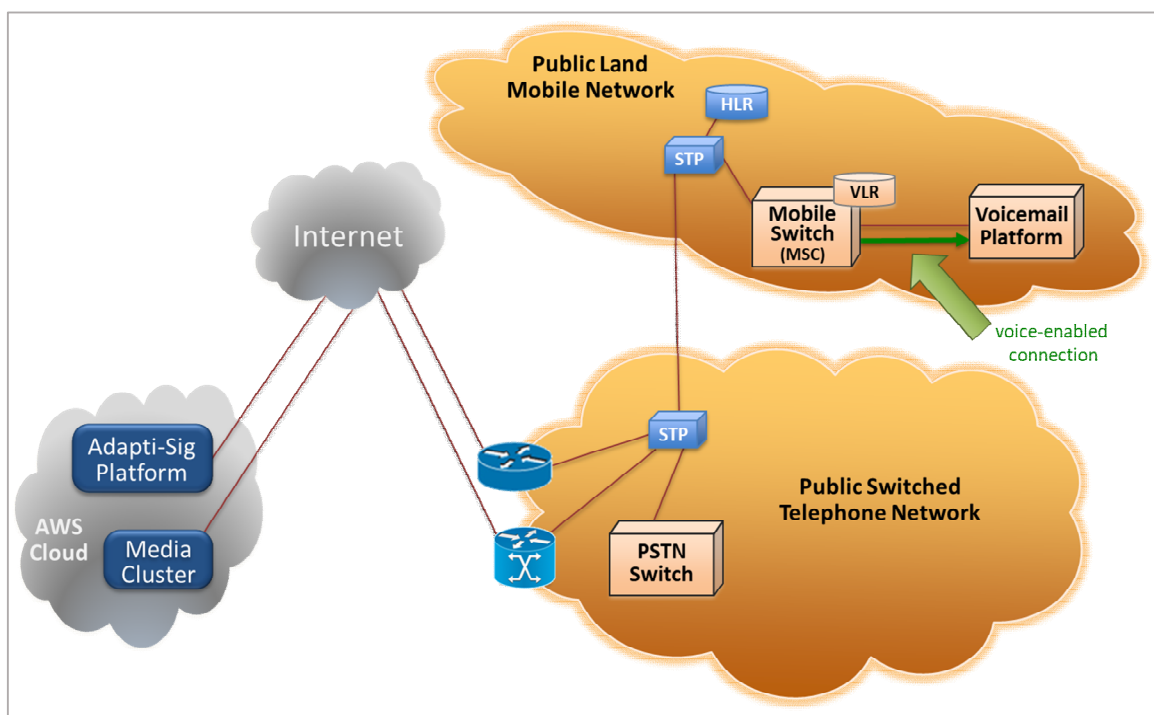 Public Land
Mobile Network
HLR
STP
VLR
Mobile
Switch
(MSC)
Voicemail
Platform
voice-enabled
connection
Internet
Adapti-Sig
Platform
AWS
Cloud
Media
Cluster
STP
Public Switched
Telephone Network
PSTN
Switch